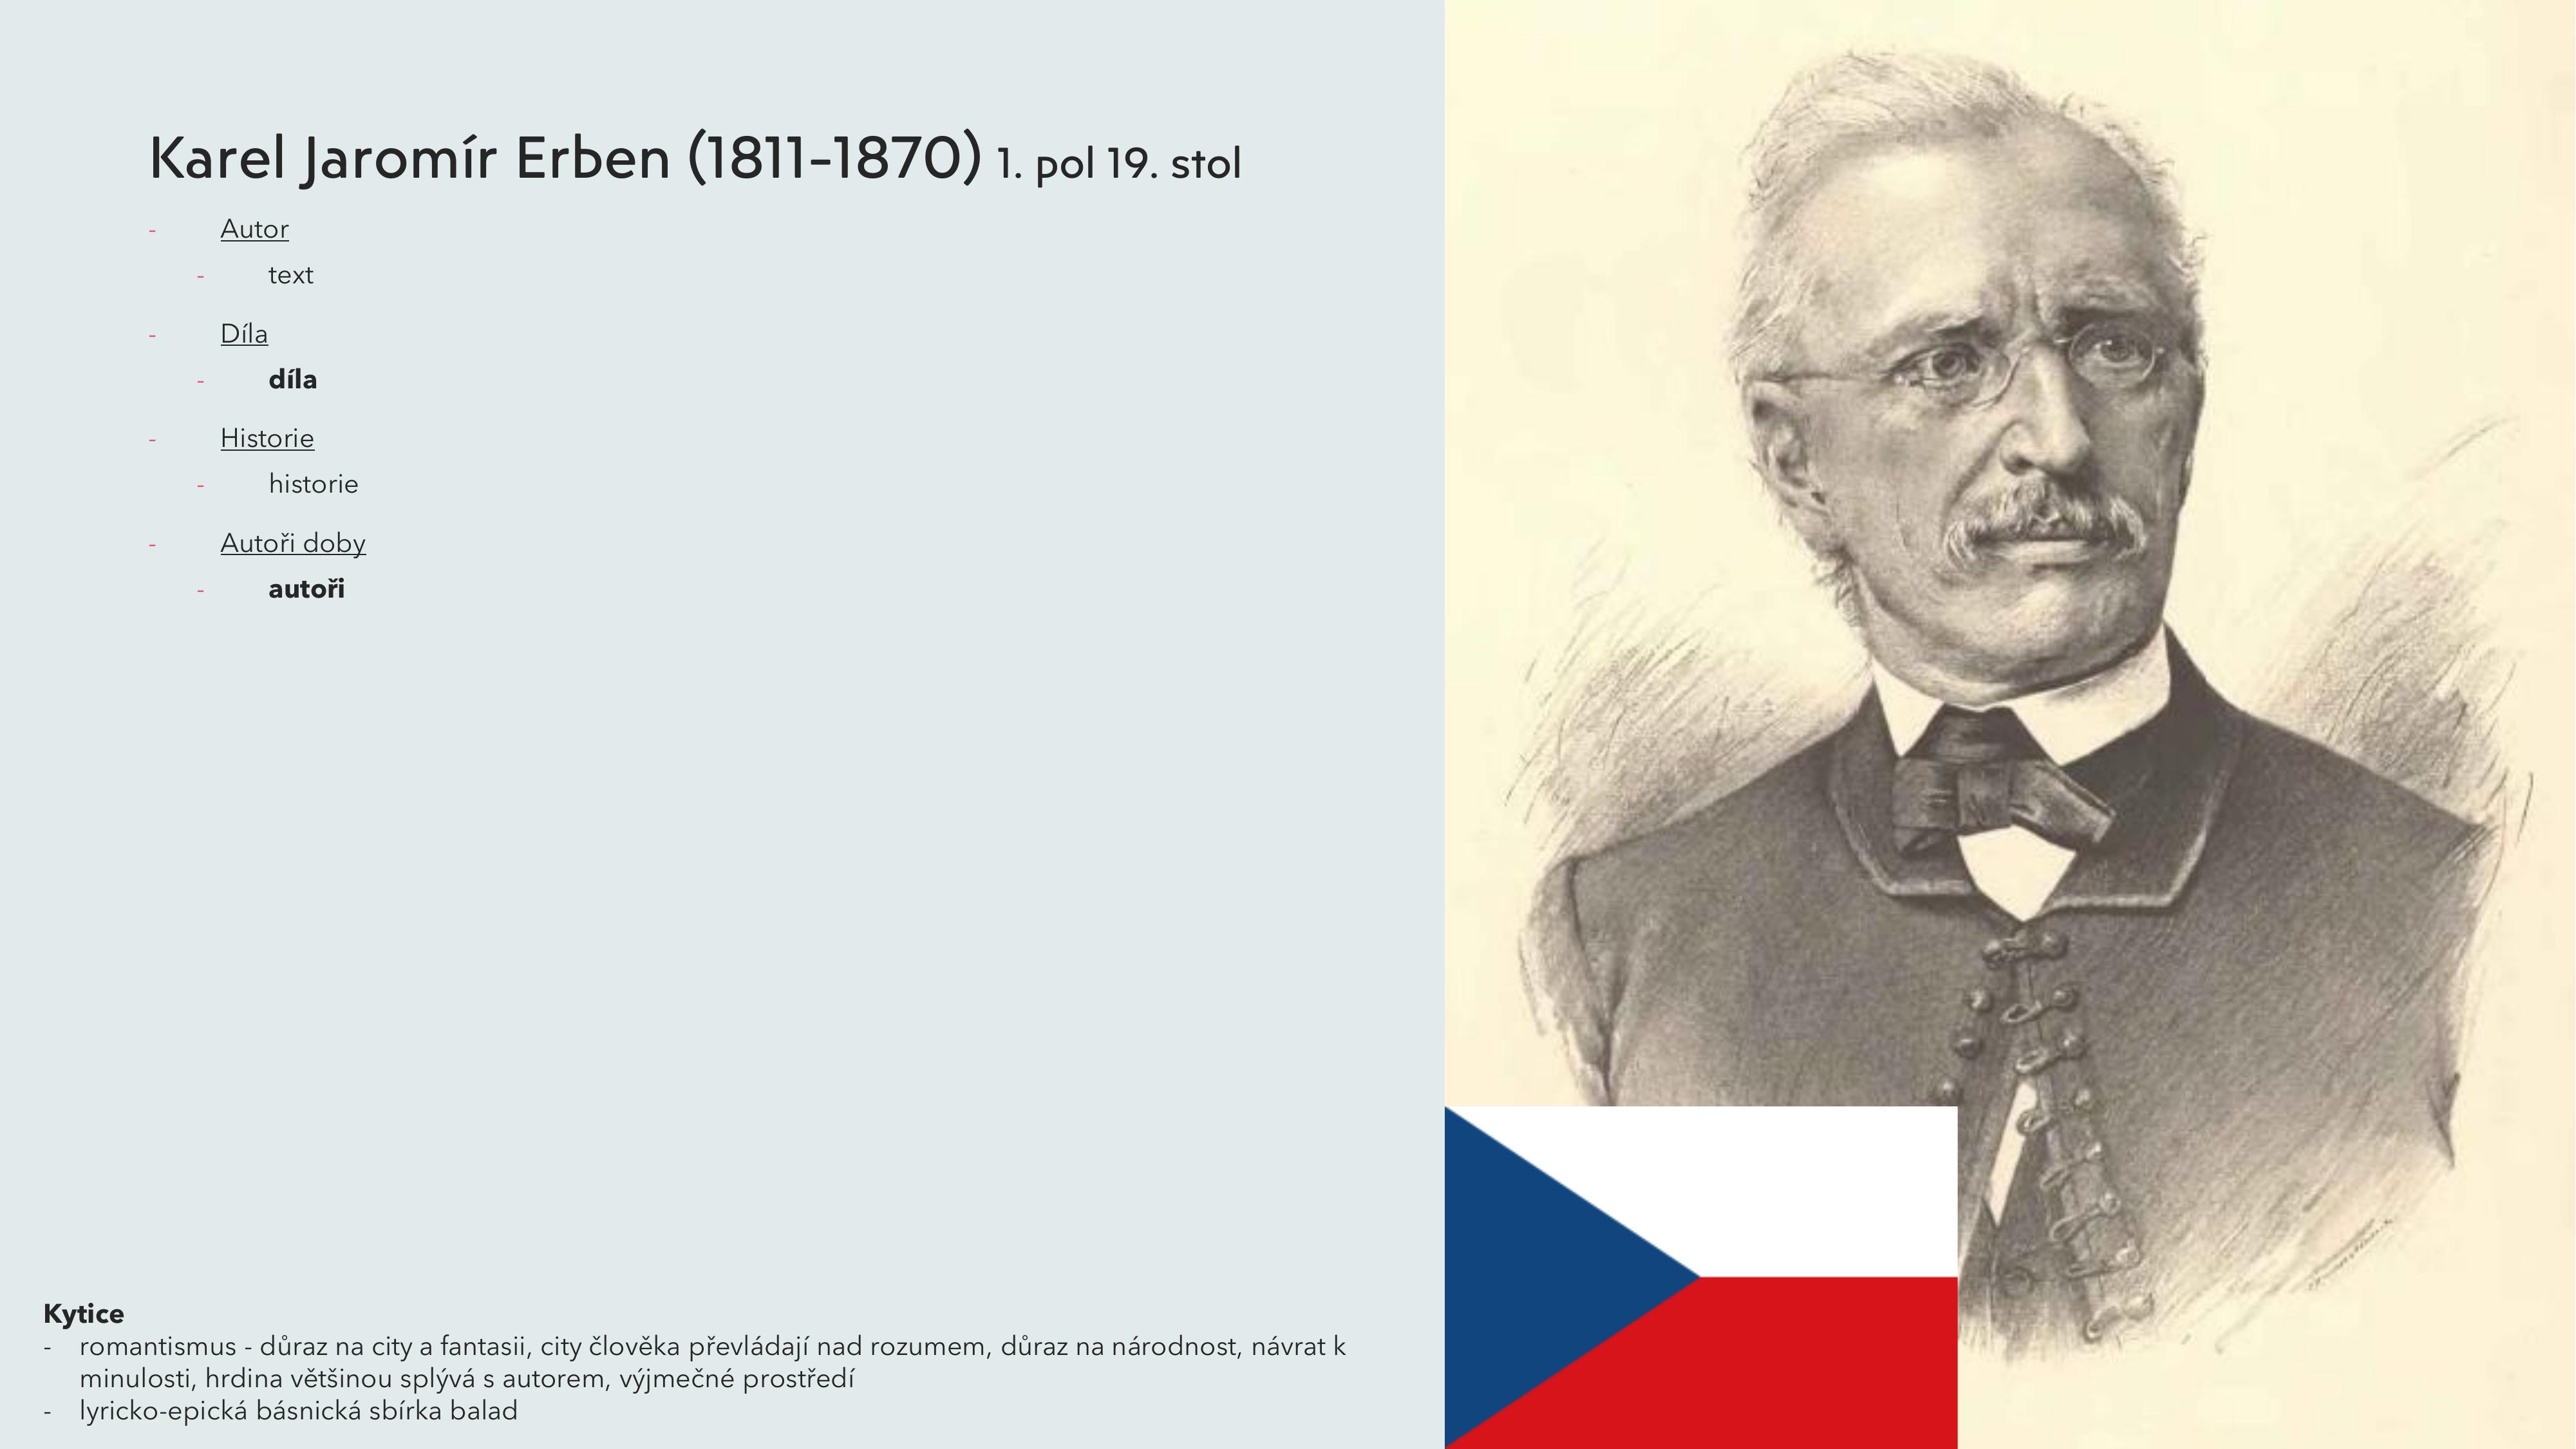 Karel Jaromír Erben (1811-1870) 1. pol 19. stol
- Autor
- text
- Díla
- díla
- Historie
- historie
- Autoři doby
- autoři
Kytice
- romantismus - důraz na city a fantasii, city člověka převládají nad rozumem, důraz na národnost, návrat k
minulosti, hrdina většinou splývá s autorem, výjmečné prostředí
- lyricko-epická básnická sbírka balad